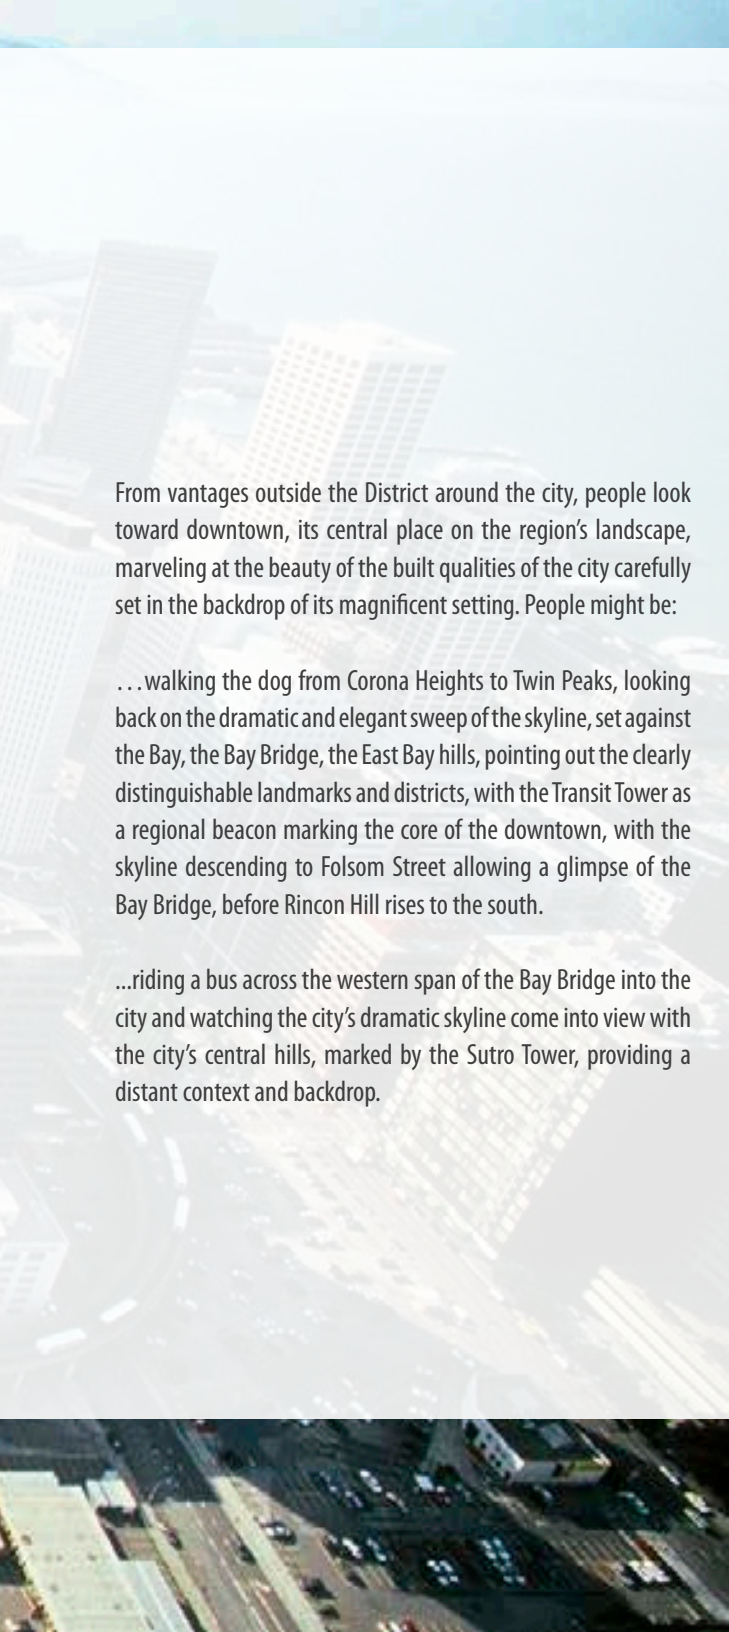 From vantages outside the District around the city, people look
toward downtown, its central place on the region’s landscape,
marveling at the beauty of the built qualities of the city carefully
set in the backdrop of its magnificent setting. People might be:
…walking the dog from Corona Heights to Twin Peaks, looking
back on the dramatic and elegant sweep of the skyline, set against
the Bay, the Bay Bridge, the East Bay hills, pointing out the clearly
distinguishable landmarks and districts, with the Transit Tower as
a regional beacon marking the core of the downtown, with the
skyline descending to Folsom Street allowing a glimpse of the
Bay Bridge, before Rincon Hill rises to the south.
...riding a bus across the western span of the Bay Bridge into the
city and watching the city’s dramatic skyline come into view with
the city’s central hills, marked by the Sutro Tower, providing a
distant context and backdrop.